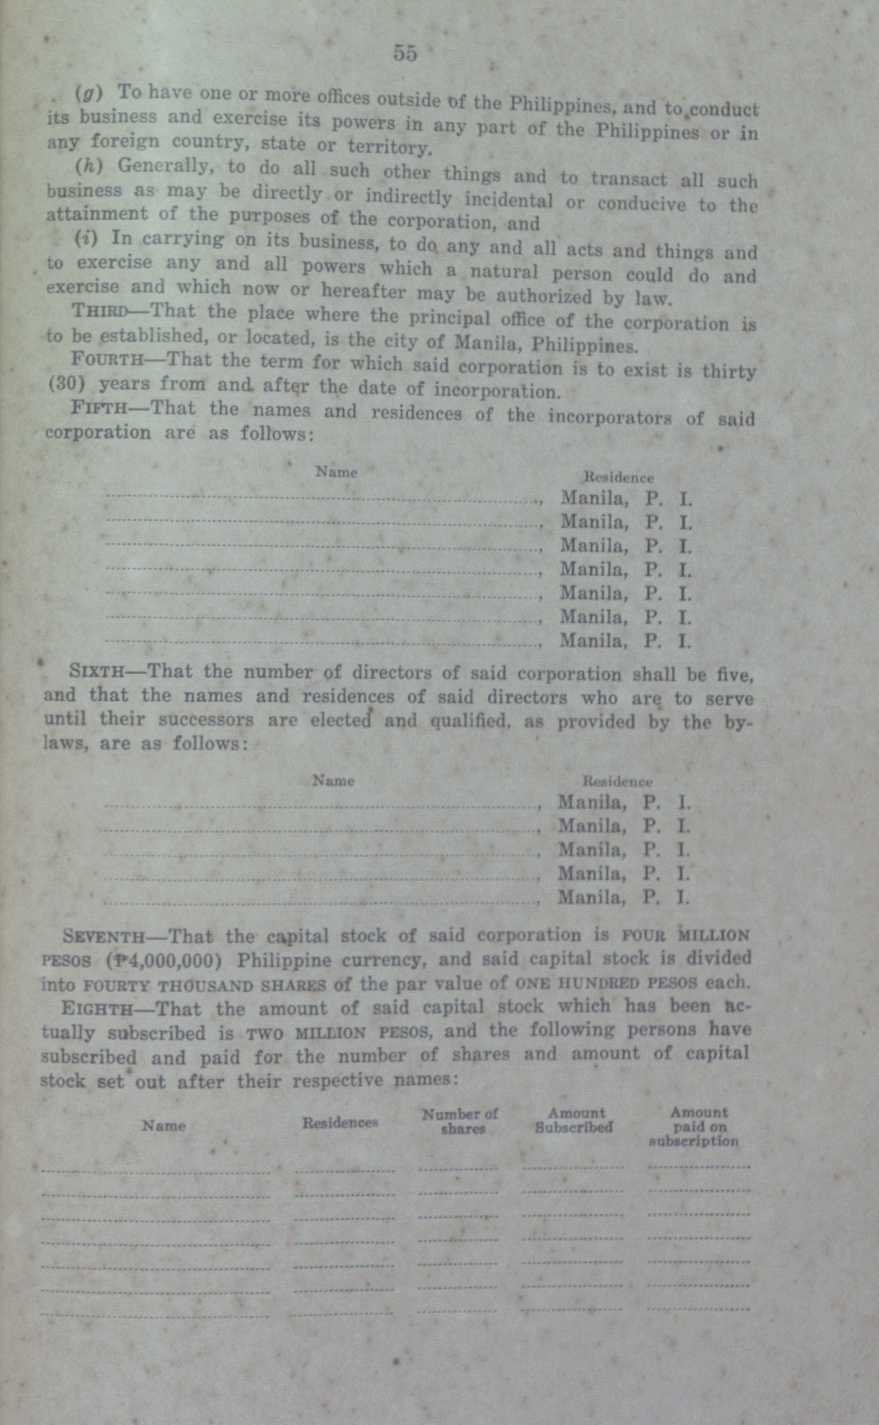 55
(g) To have one or more offices outside of the Philippines, and to conduct
its business and exercise its powers in any part of the Philippines or in
any foreign country, state or territory.
(h) Generally, to do all such other things and to transact all such
business as may be directly or indirectly incidental or conducive to the
attainment of the purposes of the corporation, and
(i) In carrying on its business, to do any and all acts and things and
to exercise any and all powers which a natural person could do and
exercise and which now or hereafter may be authorized by law.
THIRD—That the place where the principal office of the corporation is
to be established, or located, is the city of Manila, Philippines.
FOURTH—That the term for which said corporation is to exist is thirty
(30) years from and after the date of incorporation.
FIFTH—That the names and residences of the incorporators of said
corporation are as follows:
Name Residence
, Manila, P. I.
, Manila, P. I.
, Manila, P. I.
, Manila, P. I.
, Manila, P. I.
, Manila, P. I.
, Manila, P. I.
SIXTH—That the number of directors of said corporation shall be five,
and that the names and residences of said directors who are to serve
until their successors are elected and qualified, as provided by the by-
laws, are as follows:
Name Residence
, Manila, P. I.
, Manila, P. I.
, Manila, P. I.
, Manila, P. I.
, Manila, P. I.
SEVENTH—That the capital stock of said corporation is FOUR MILLION
PESOS (₱4,000,000) Philippine currency, and said capital stock is divided
into FOURTY THOUSAND SHARES of the par value of ONE HUNDRED PESOS each.
EIGHTH—That the amount of said capital stock which has been ac-
tually subscribed is TWO MILLION PESOS, and the following persons have
subscribed and paid for the number of shares and amount of capital
stock set out after their respective names:
Name Residences Number of shares Amount Subscribed Amount paid on subscription